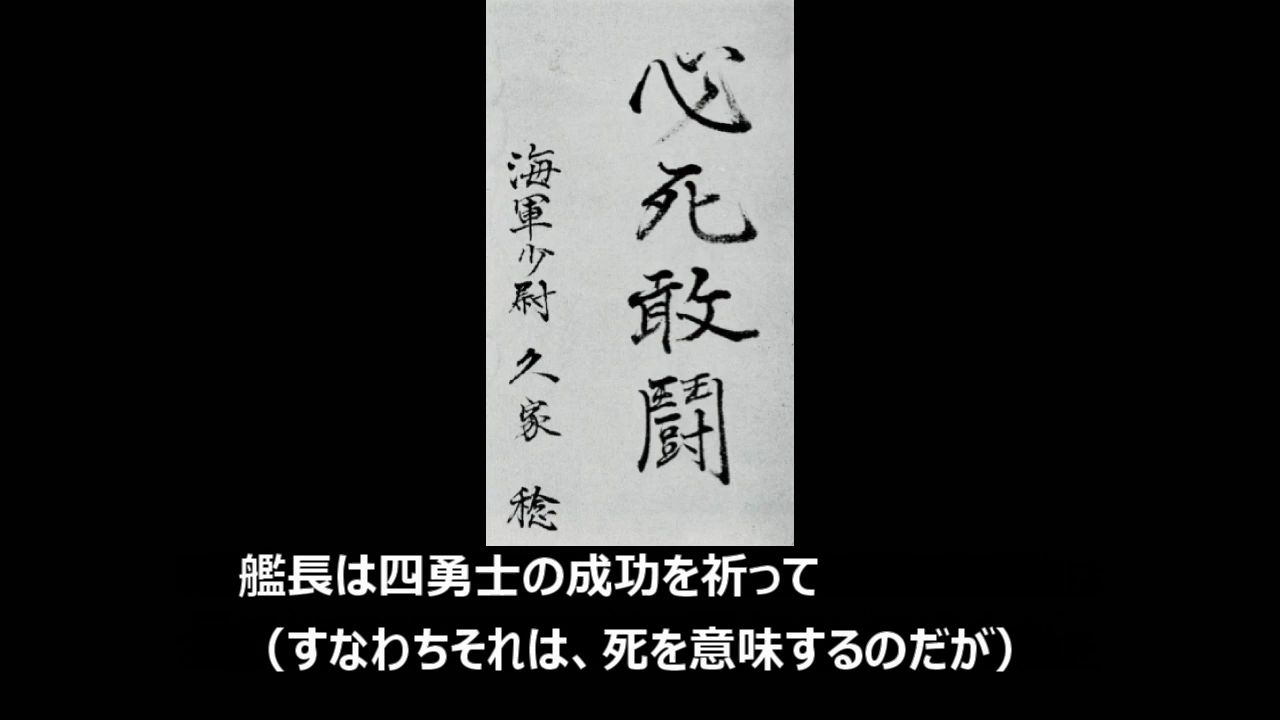 必死敢鬪
海軍少尉 久家 稔
艦長は四勇士の成功を祈って
（すなわちそれは、死を意味するのだが）